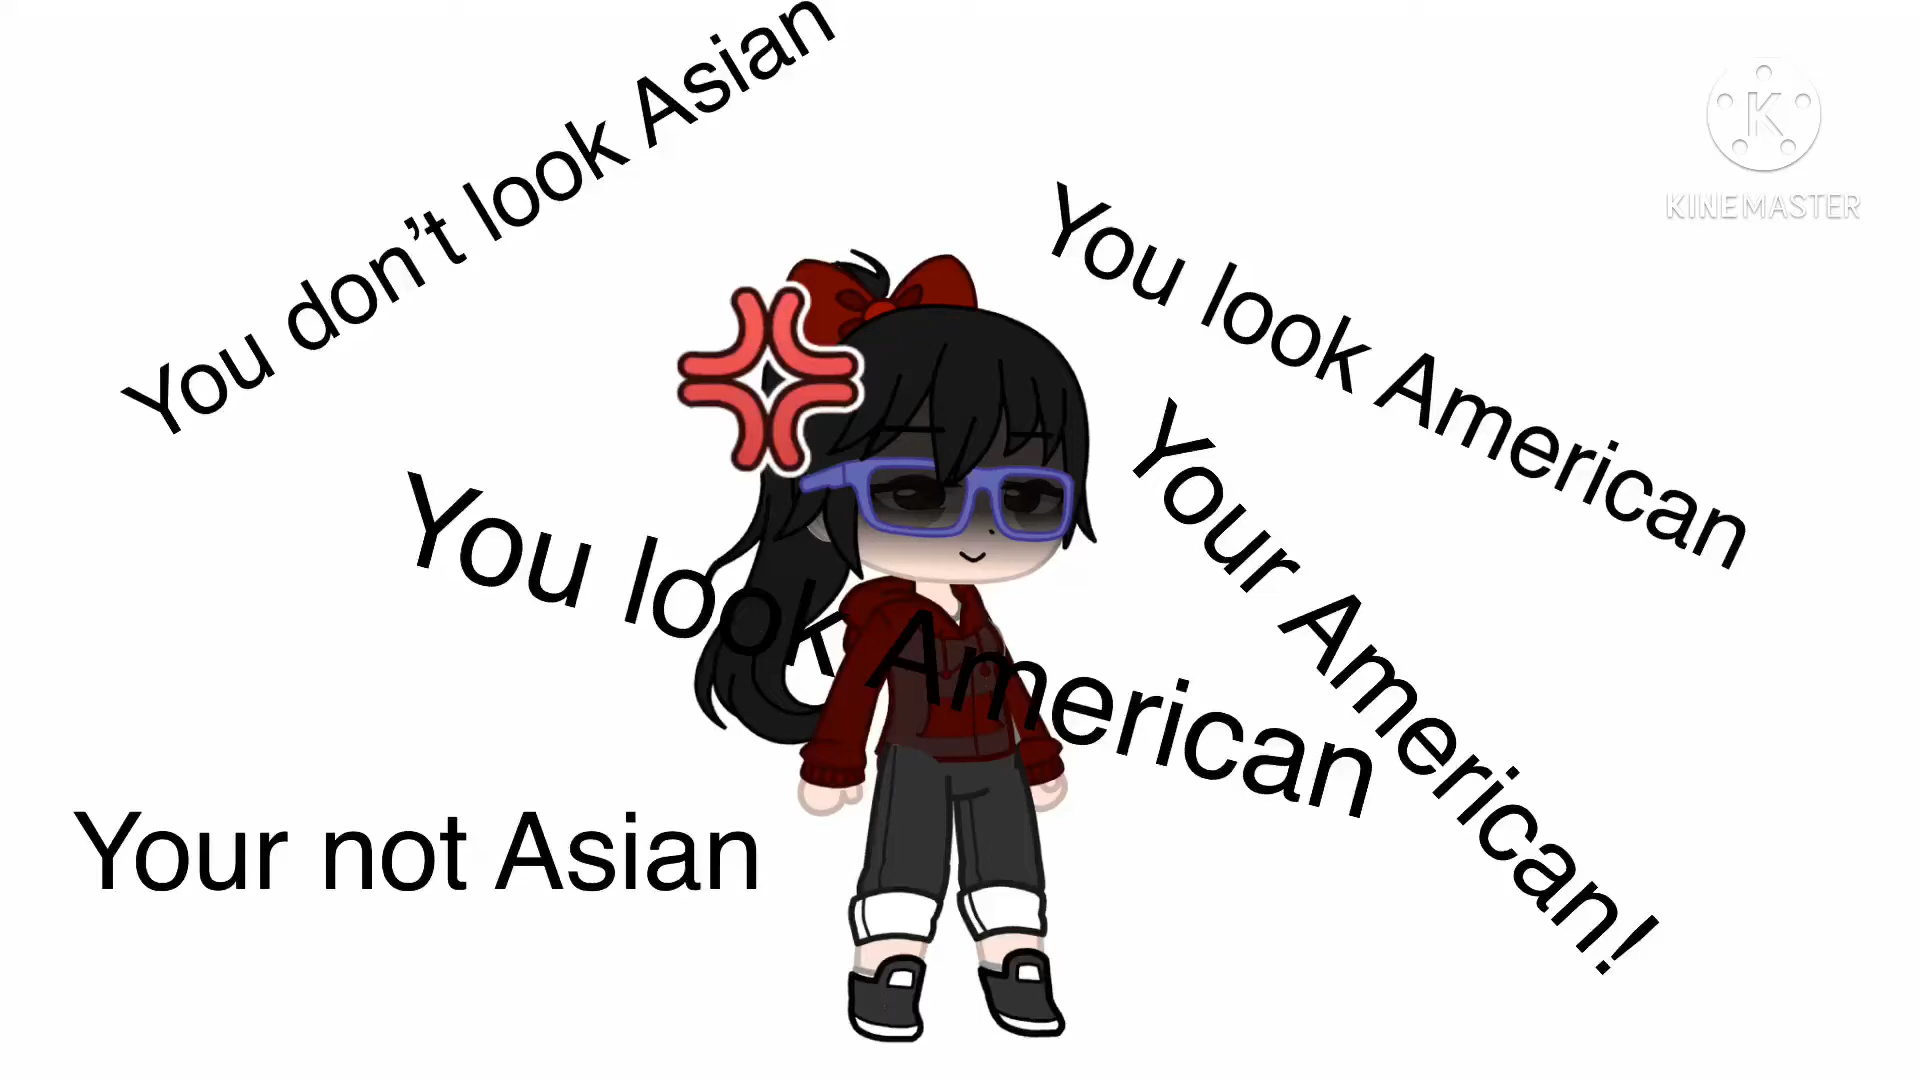 You don't look Asian
K
KINEMASTER
You look American
Your American!
You look American
Your not Asian